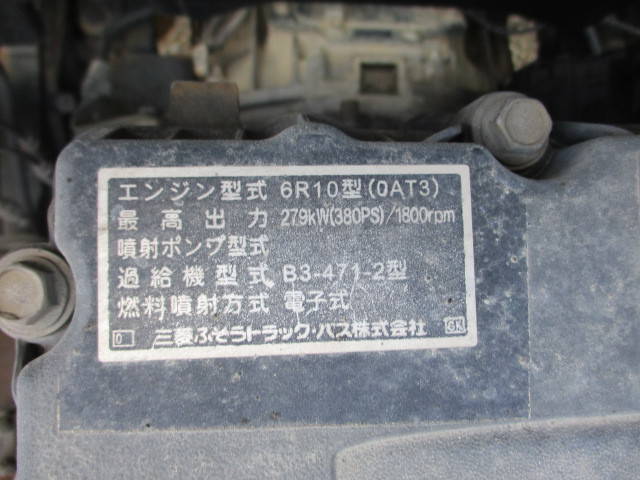 エンジン型式 6R10型(0AT3)
最高出力 279kW(380PS)/1800rpm
噴射ポンプ型式
過給機型式 B3-471-2型
燃料噴射方式 電子式
0 三菱ふそうトラック・バス株式会社 GK